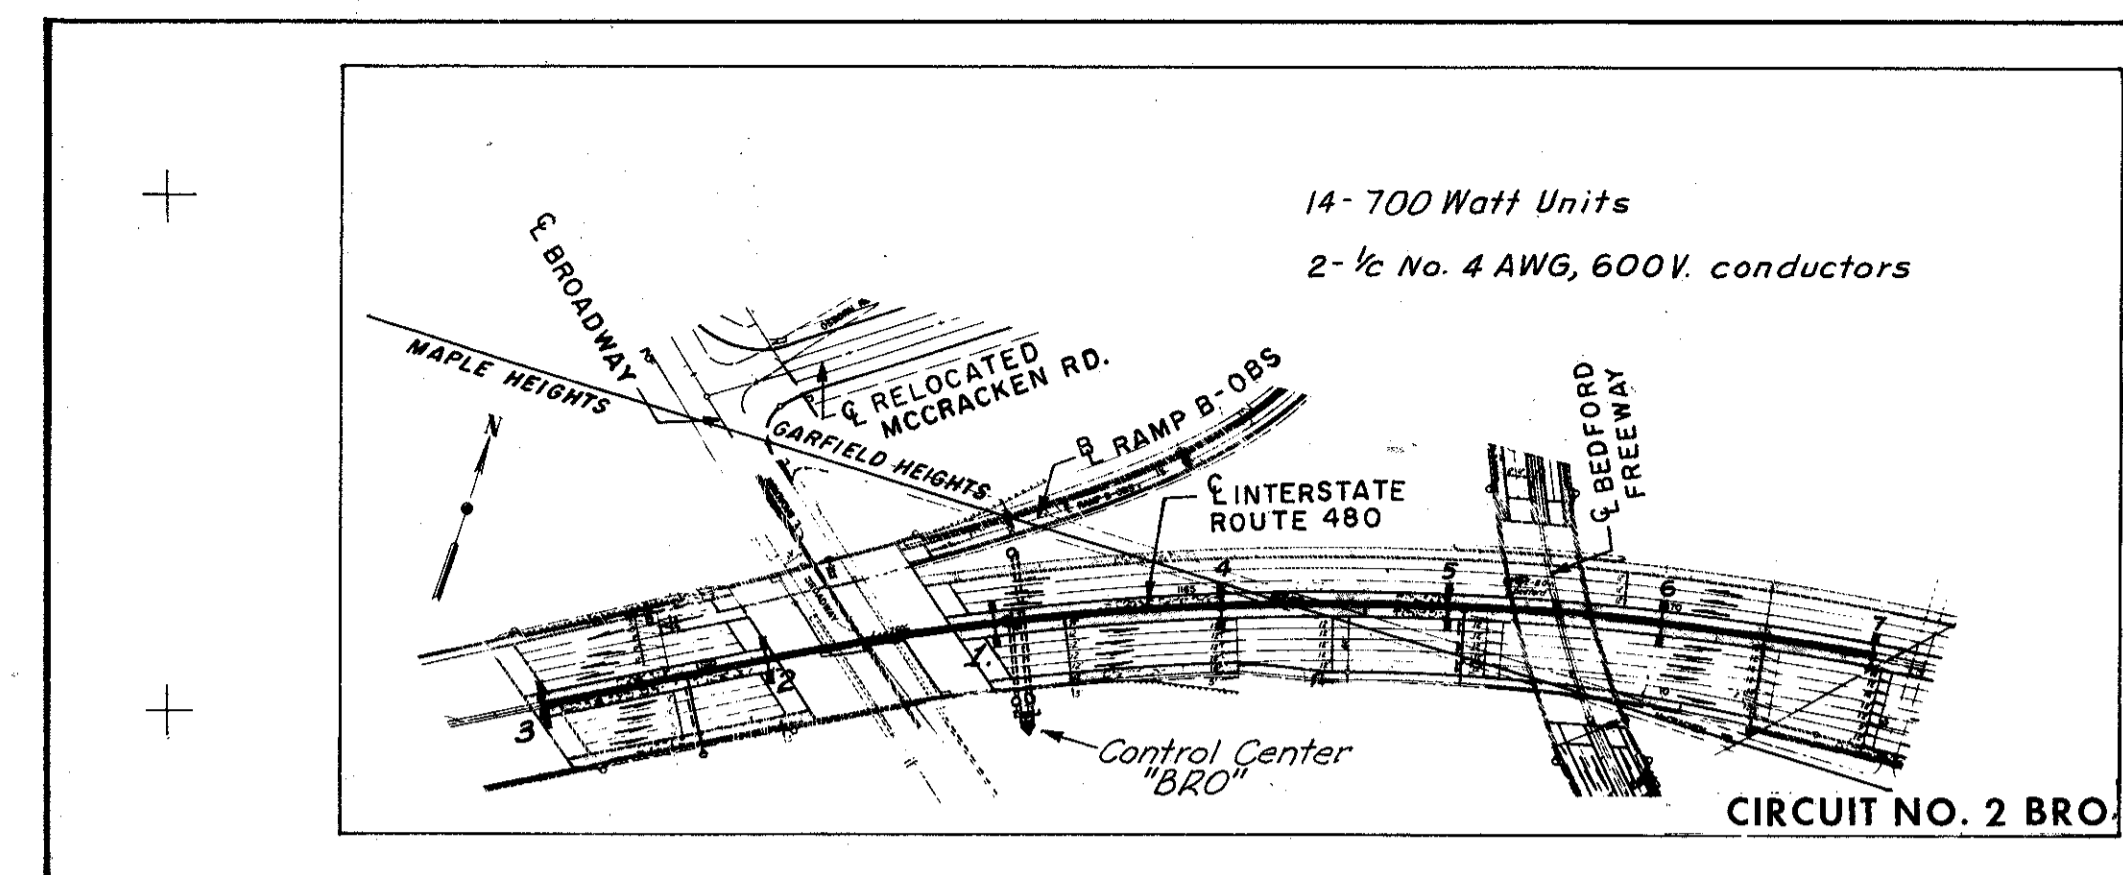 14- 700 Watt Units
2- 1/c No. 4 AWG, 600V. conductors
℄ BROADWAY
MAPLE HEIGHTS
N
℄ RELOCATED
MCCRACKEN RD.
GARFIELD HEIGHTS
℄ BEDFORD
FREEWAY
B/L RAMP B-OBS
℄ INTERSTATE
ROUTE 480
BROADWAY
1.
2
3
4
5
6
7
Control Center
"BRO"
CIRCUIT NO. 2 BRO.